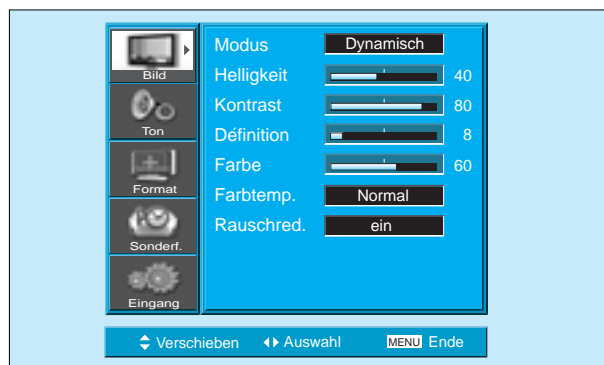 Bild
Ton
Format
Sonderf.
Eingang
Modus Dynamisch
Helligkeit 40
Kontrast 80
Définition 8
Farbe 60
Farbtemp. Normal
Rauschred. ein
Verschieben Auswahl MENU Ende